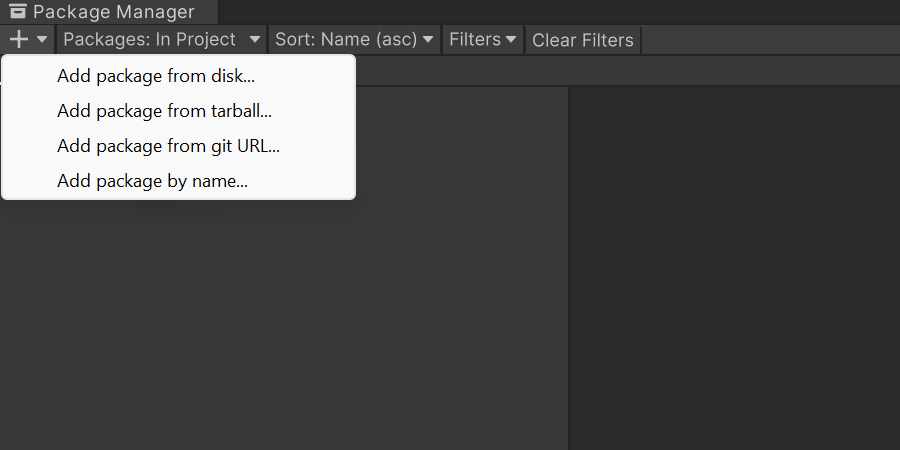 Package Manager
Packages: In Project Sort: Name (asc) Filters Clear Filters
Add package from disk...
Add package from tarball...
Add package from git URL...
Add package by name...